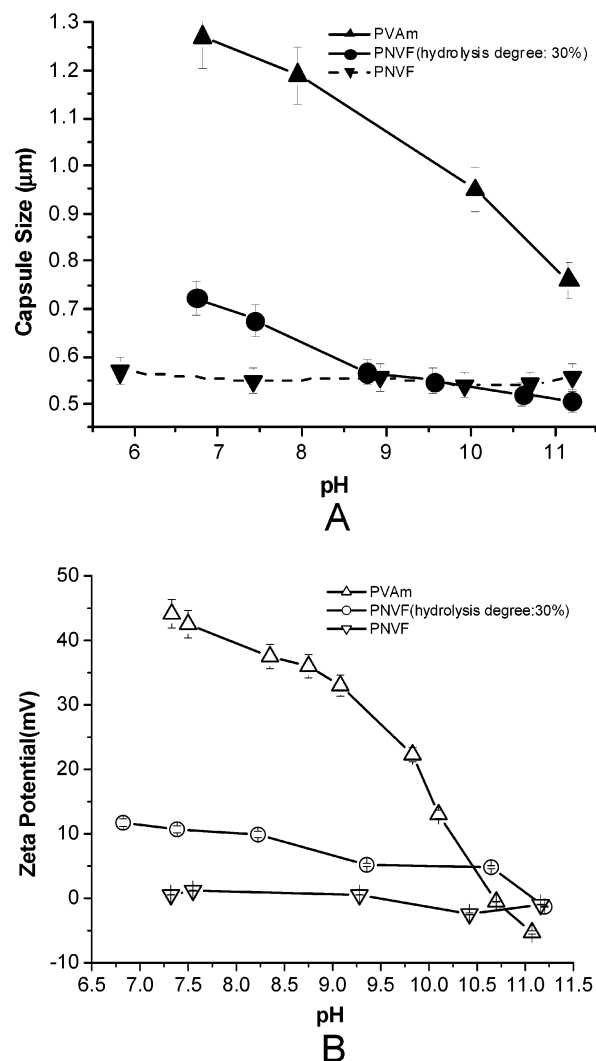 1.3
1.2
1.1
1.0
0.9
0.8
0.7
0.6
0.5
Capsule Size (μm)
PVAm
PNVF(hydrolysis degree: 30%)
PNVF
6 7 8 9 10 11
pH
A
50
40
30
20
10
0
-10
Zeta Potential(mV)
PVAm
PNVF(hydrolysis degree:30%)
PNVF
6.5 7.0 7.5 8.0 8.5 9.0 9.5 10.0 10.5 11.0 11.5
pH
B